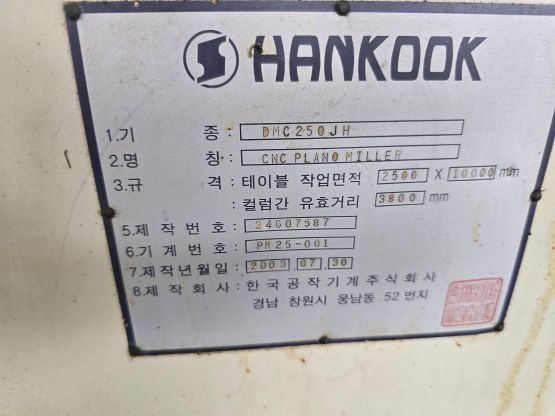 HANKOOK
1.기 종 : DMC250JH
2.명 칭 : CNC PLANO MILLER
3.규 격 : 테이블 작업면적 2500 X 10000 mm
: 컬럼간 유효거리 3800 mm
5.제 작 번 호 : 34607587
6.기 계 번 호 : PR25-001
7.제작년월일 : 2003.07.30
8.제 작 회 사 : 한국공작기계주식회사
경남 창원시 웅남동 52번지